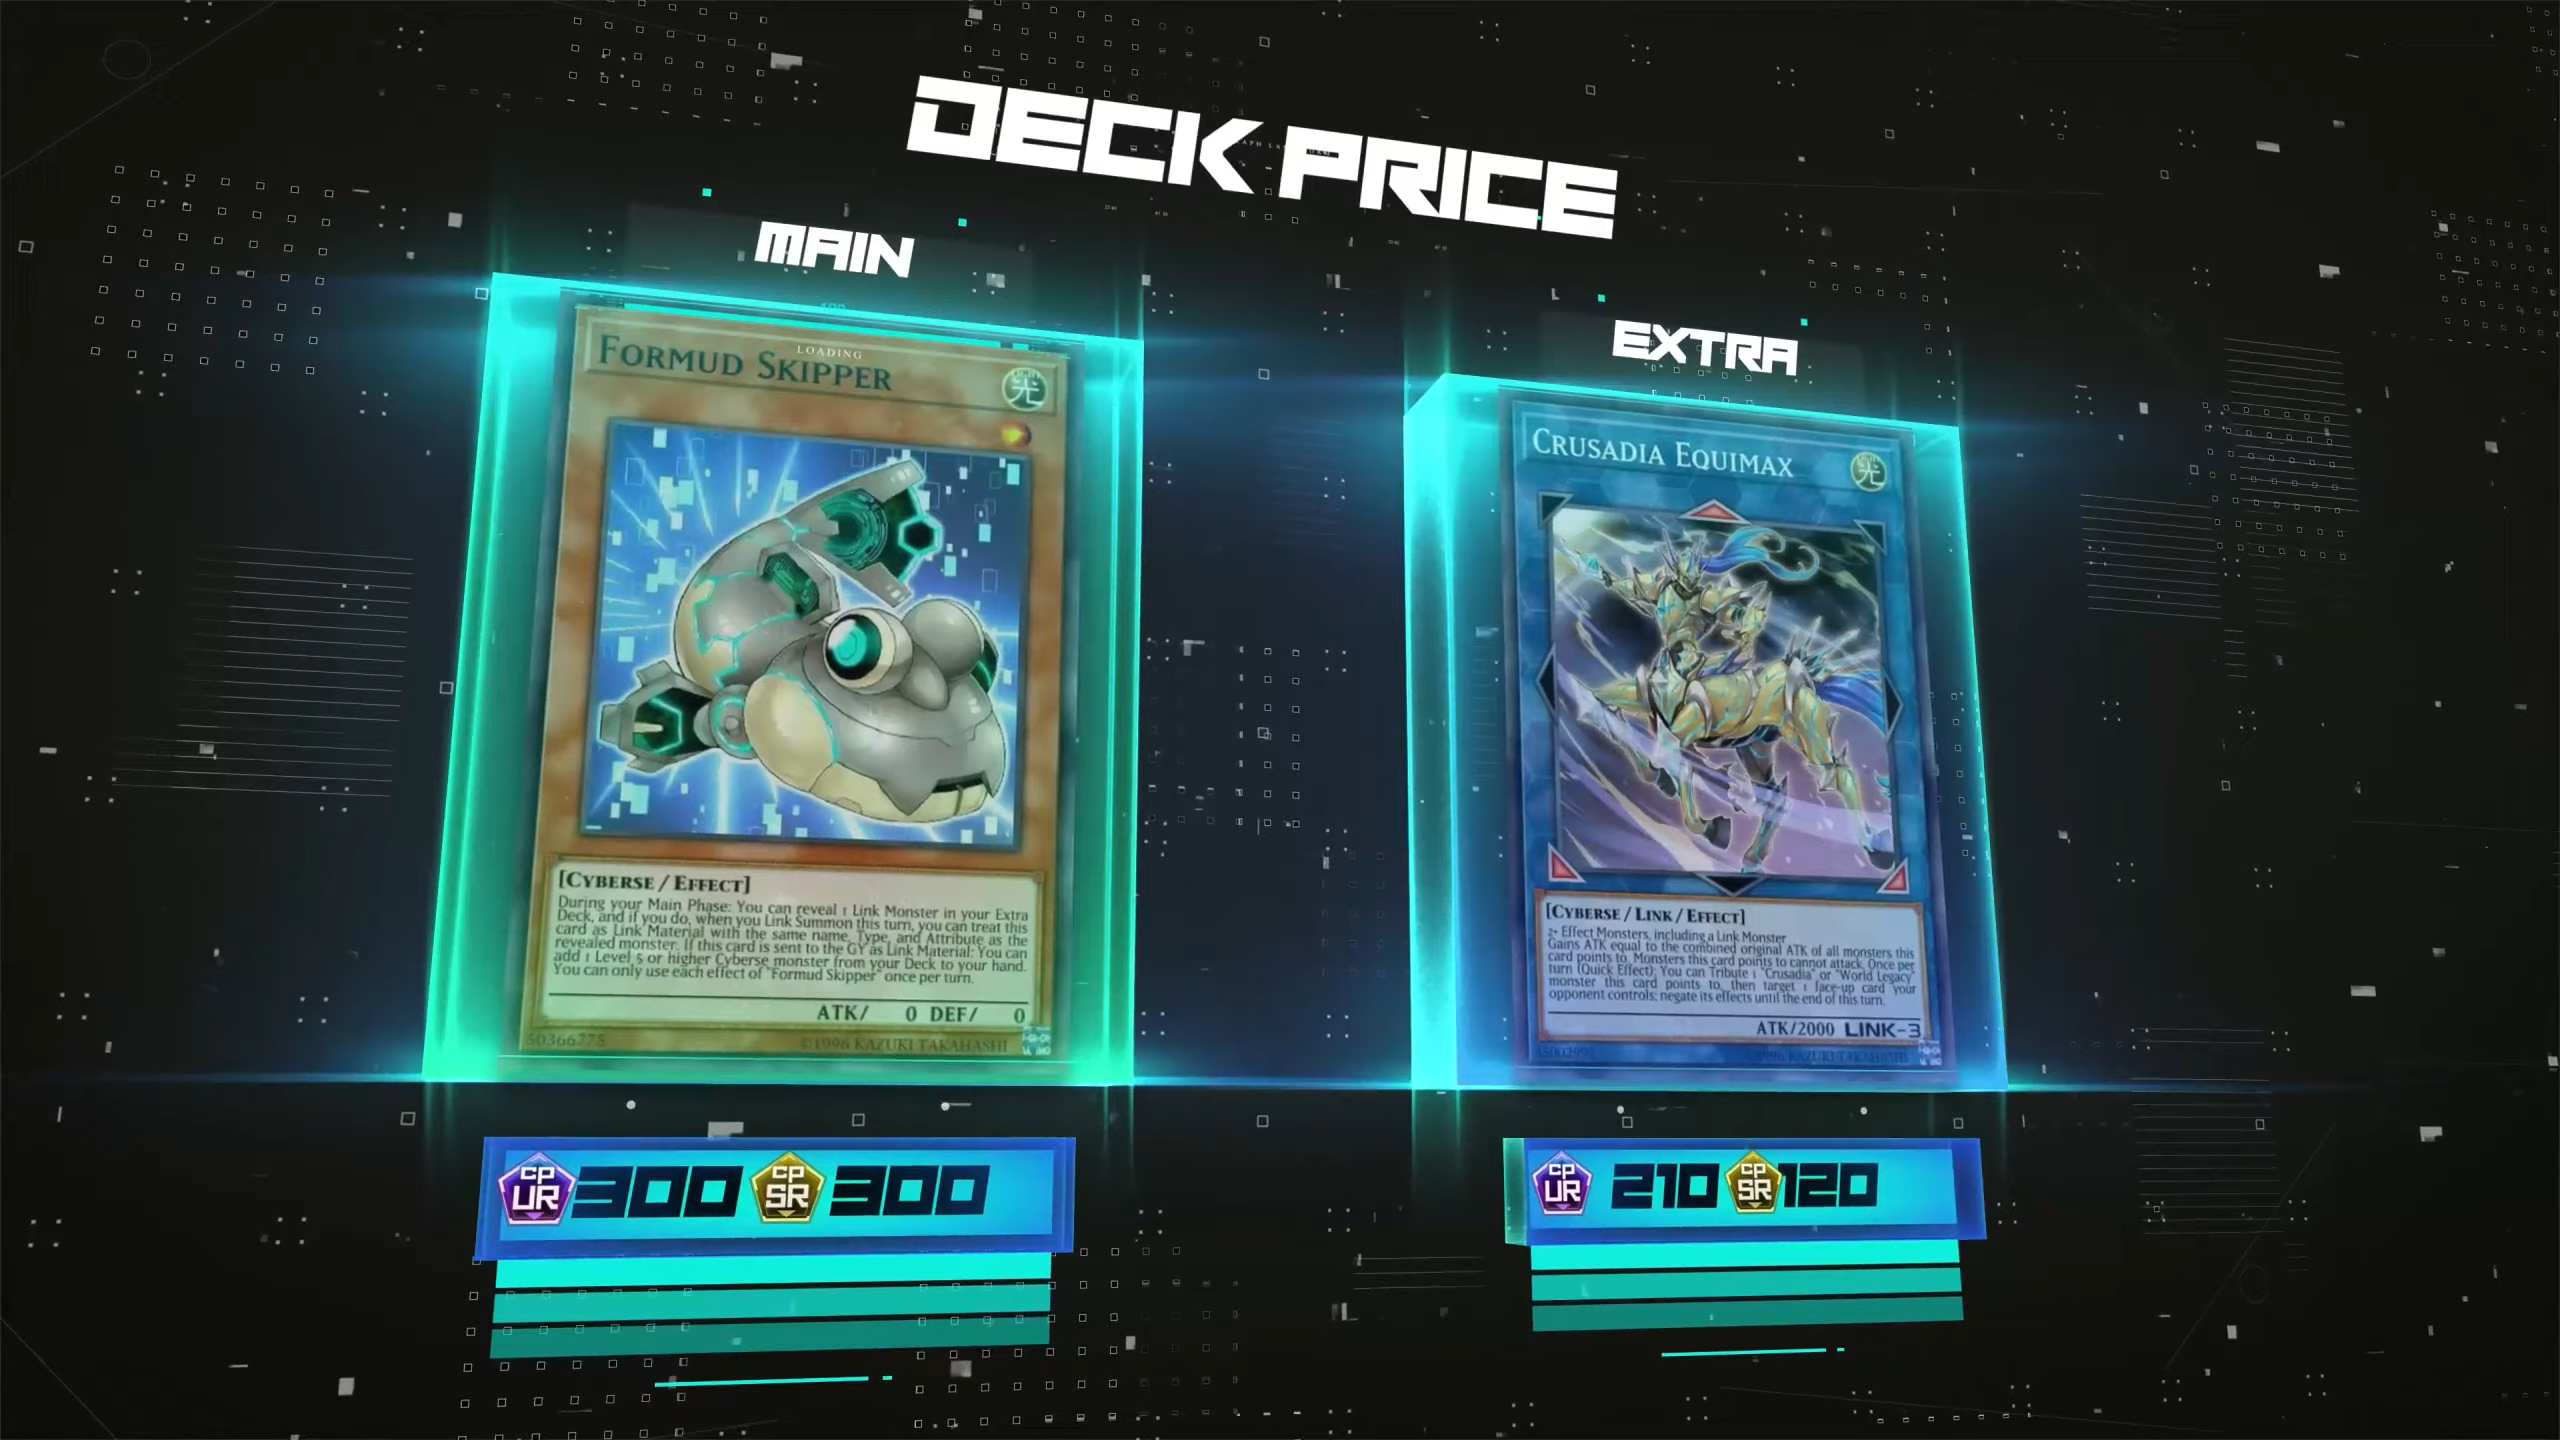 DECK PRICE
MAIN
LOADING
FORMUD SKIPPER
LIGHT
光
[CYBERSE / EFFECT]
During your Main Phase: You can reveal 1 Link Monster in your Extra
Deck, and if you do, when you Link Summon this turn, you can treat this
card as Link Material with the same name, Type, and Attribute as the
revealed monster. If this card is sent to the GY as Link Material: You can
add 1 Level 5 or higher Cyberse monster from your Deck to your hand.
You can only use each effect of "Formud Skipper" once per turn.
ATK/ 0 DEF/ 0
50366775
©1996 KAZUKI TAKAHASHI
CP UR 300 CP SR 300
EXTRA
CRUSADIA EQUIMAX
LIGHT
光
[CYBERSE / LINK / EFFECT]
2+ Effect Monsters, including a Link Monster
Gains ATK equal to the combined original ATK of all monsters this
card points to. Monsters this card points to cannot attack. Once per
turn (Quick Effect): You can Tribute 1 "Crusadia" or "World Legacy"
monster this card points to, then target 1 face-up card your
opponent controls; negate its effects until the end of this turn.
ATK/2000 LINK-3
1996 KAZUKI TAKAHASHI
CP UR 210 CP SR 120